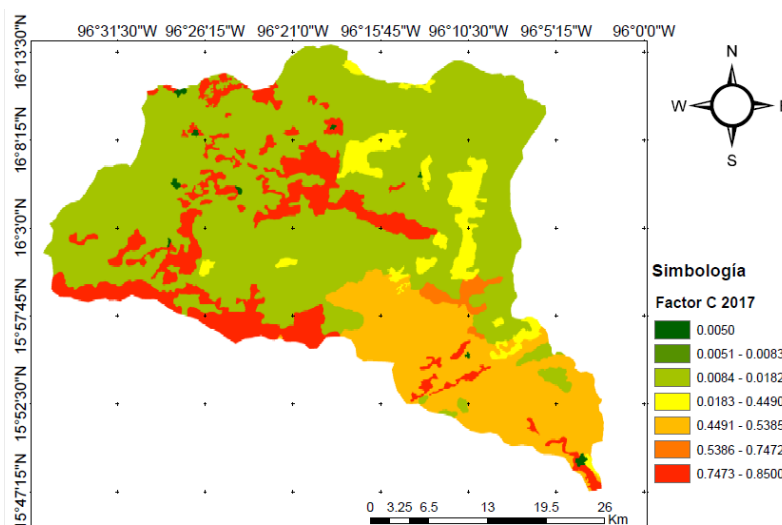 96°31'30"W 96°26'15"W 96°21'0"W 96°15'45"W 96°10'30"W 96°5'15"W 96°0'0"W
16°13'30"N
16°8'15"N
16°3'0"N
15°57'45"N
15°52'30"N
15°47'15"N
N
W
S
Simbología
Factor C 2017
0.0050
0.0051 - 0.0083
0.0084 - 0.0182
0.0183 - 0.4490
0.4491 - 0.5385
0.5386 - 0.7472
0.7473 - 0.8500
0 3.25 6.5 13 19.5 26
Km